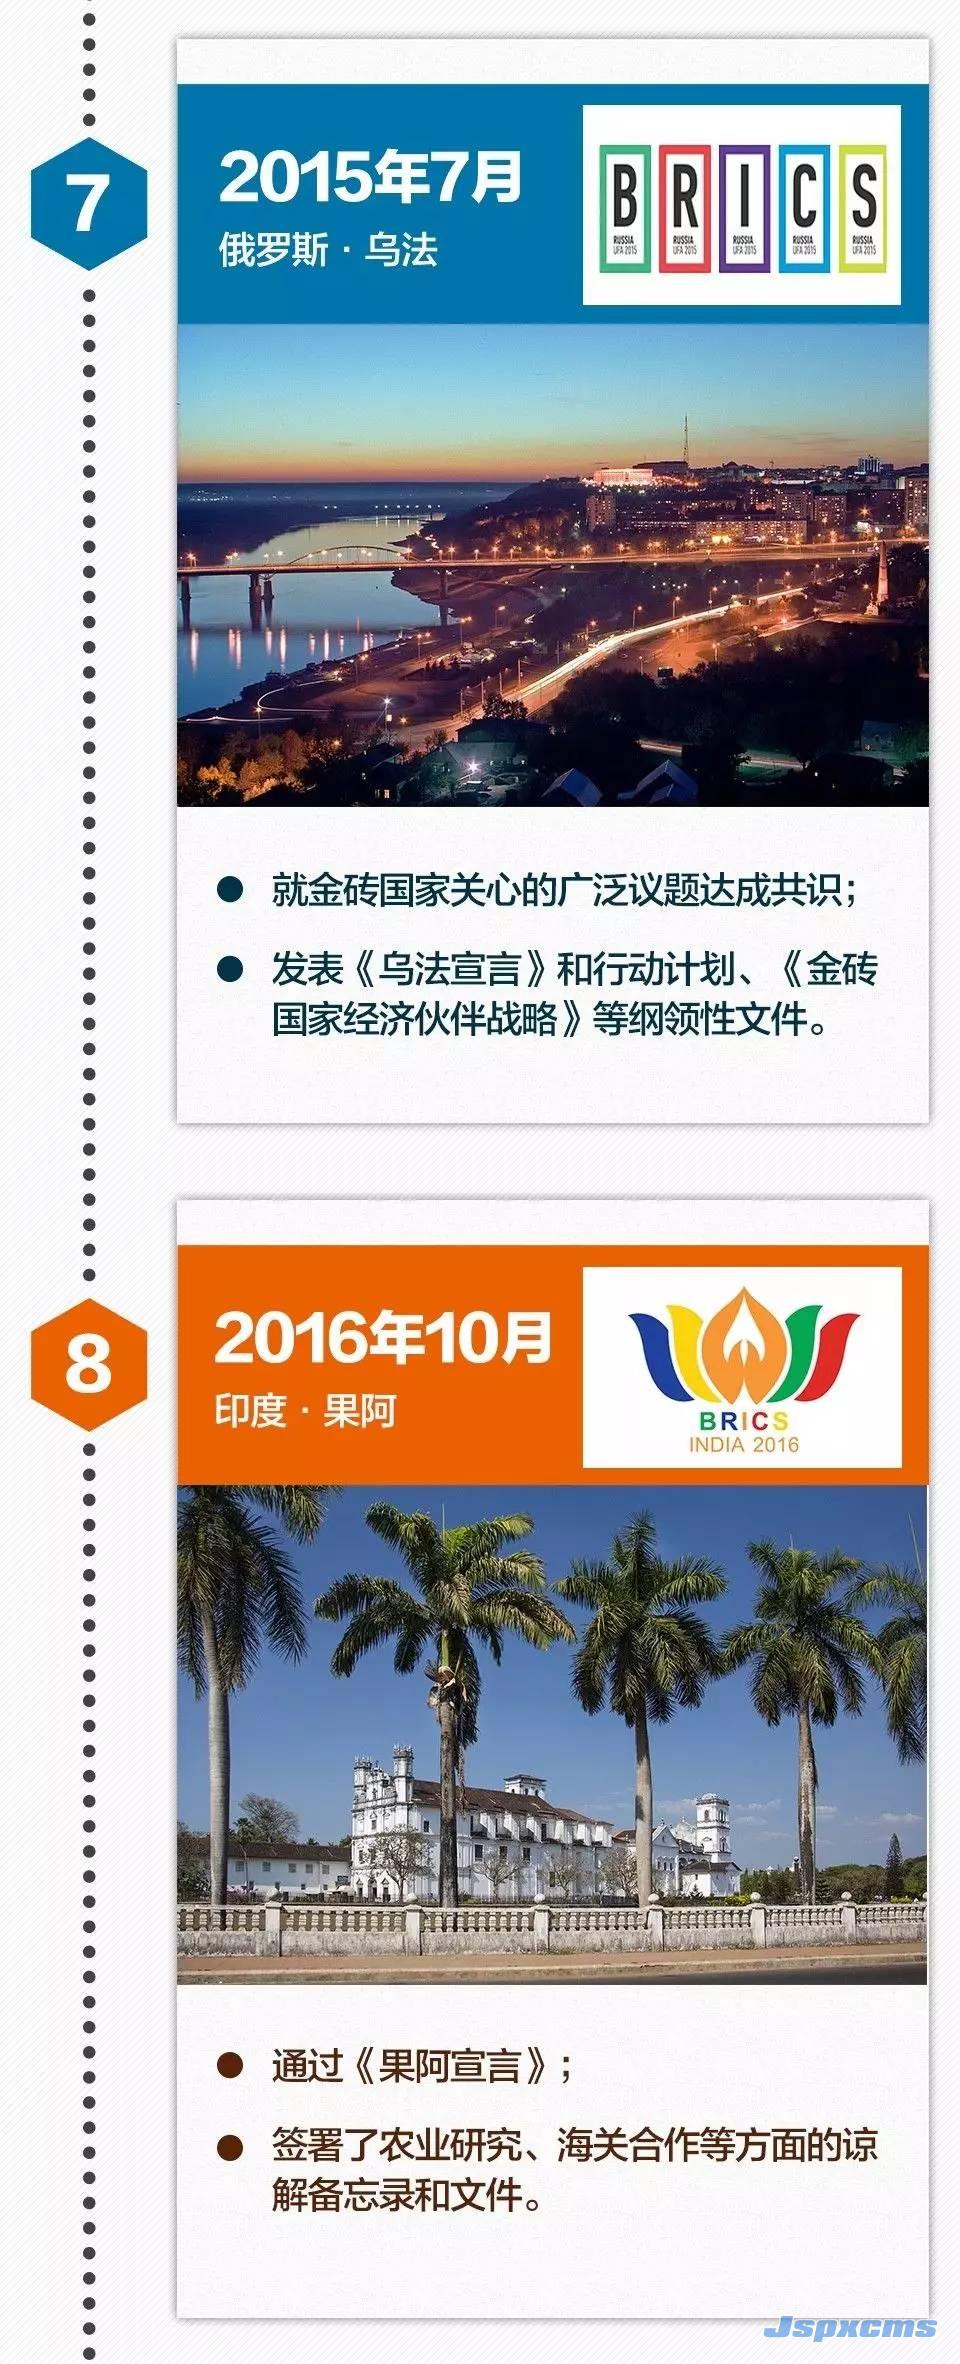 7
2015年7月
俄罗斯 · 乌法
B R I C S
RUSSIA RUSSIA RUSSIA RUSSIA RUSSIA
UFA 2015 UFA 2015 UFA 2015 UFA 2015 UFA 2015
● 就金砖国家关心的广泛议题达成共识；
● 发表《乌法宣言》和行动计划、《金砖
国家经济伙伴战略》等纲领性文件。
8
2016年10月
印度 · 果阿
BRICS
INDIA 2016
● 通过《果阿宣言》；
● 签署了农业研究、海关合作等方面的谅
解备忘录和文件。
Jspxcms